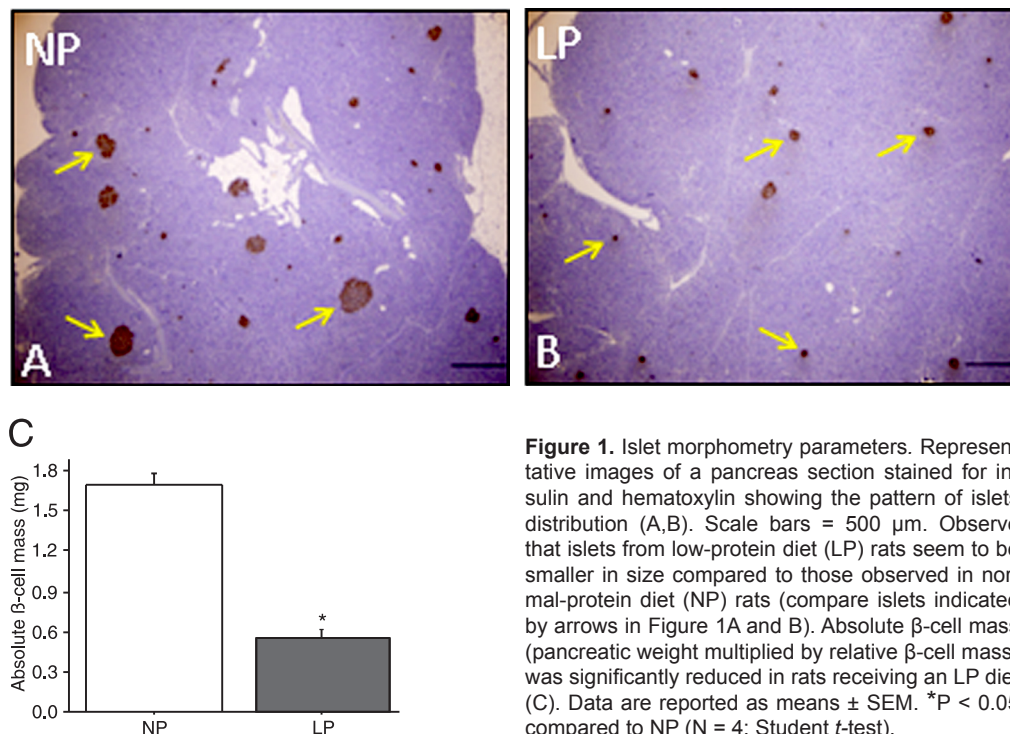 NP
A
LP
B
C
Absolute β-cell mass (mg)
1.8
1.5
1.2
0.9
0.6
0.3
0.0
*
NP
LP
Figure 1. Islet morphometry parameters. Represen
tative images of a pancreas section stained for in
sulin and hematoxylin showing the pattern of islets
distribution (A,B). Scale bars = 500 µm. Observe
that islets from low-protein diet (LP) rats seem to be
smaller in size compared to those observed in nor
mal-protein diet (NP) rats (compare islets indicated
by arrows in Figure 1A and B). Absolute β-cell mass
(pancreatic weight multiplied by relative β-cell mass
was significantly reduced in rats receiving an LP die
(C). Data are reported as means ± SEM. *P < 0.05
compared to NP (N = 4; Student t-test).